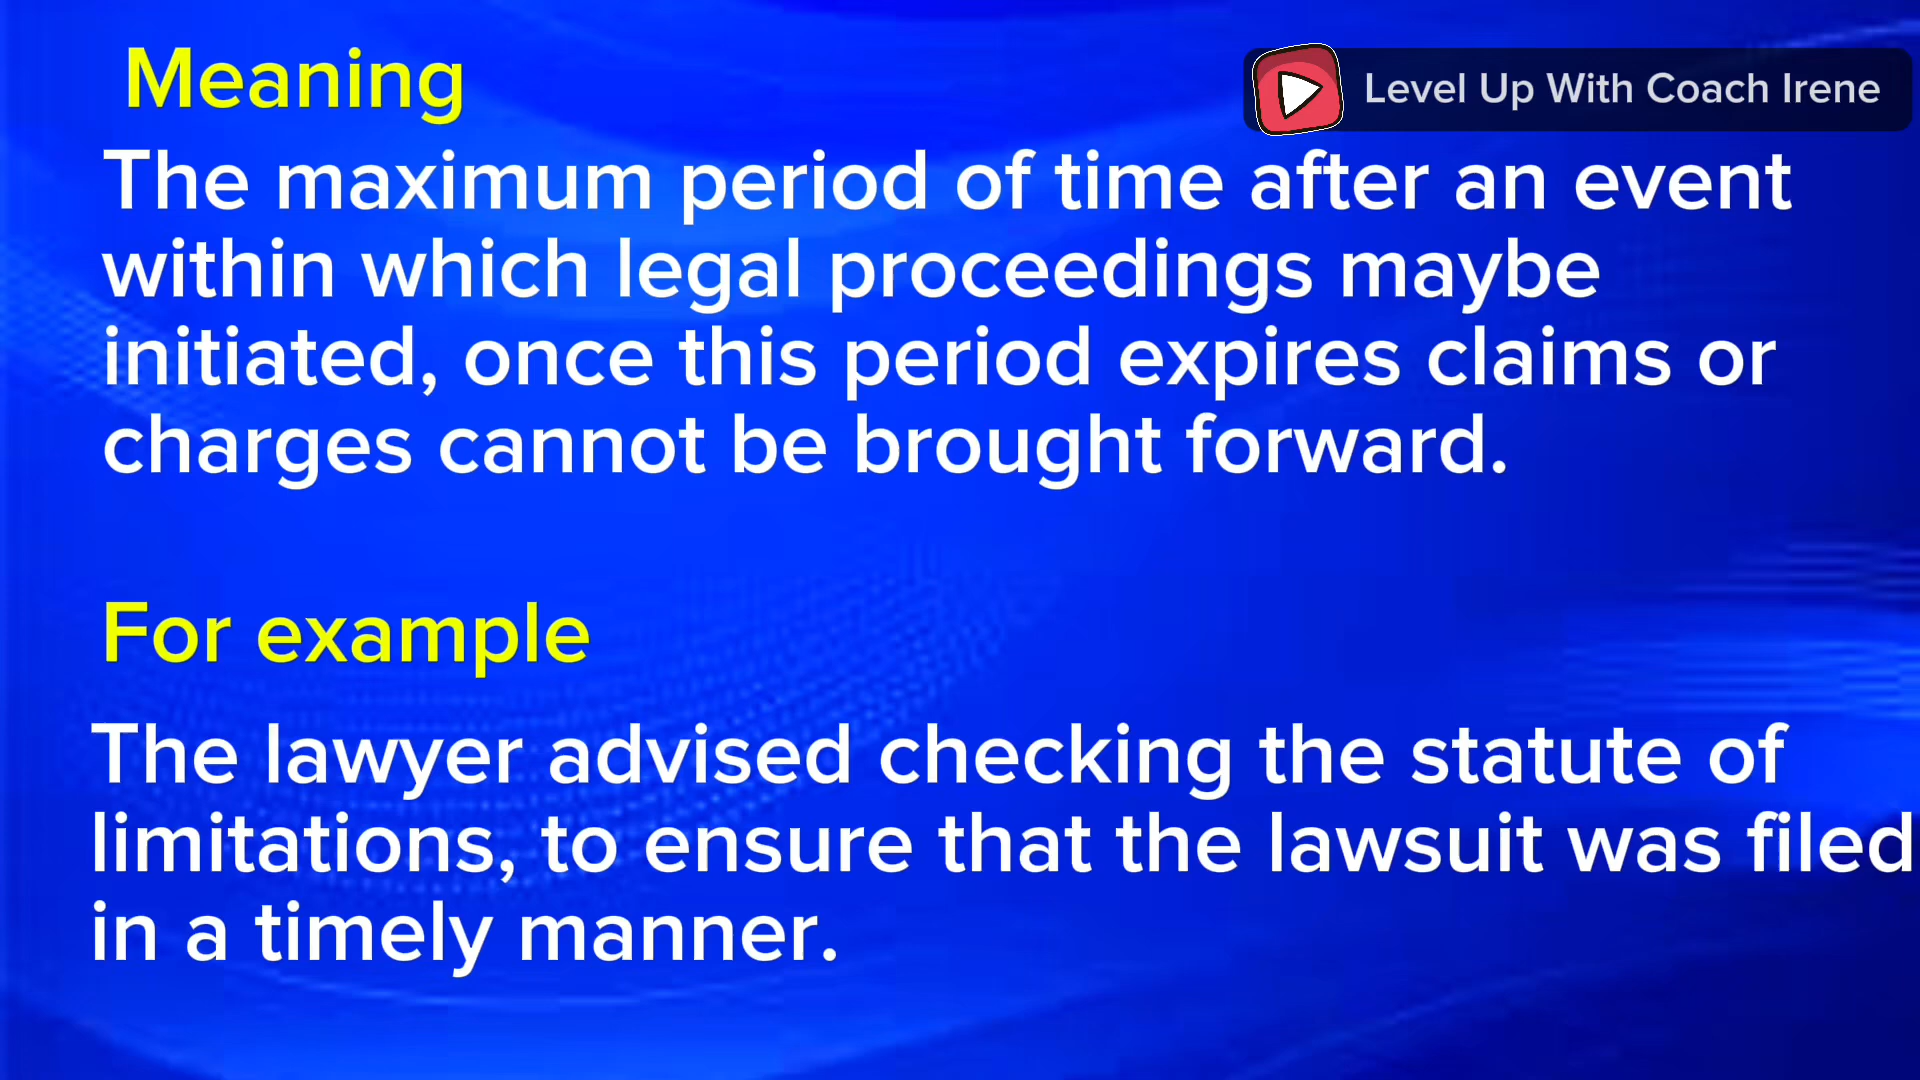 Meaning
Level Up With Coach Irene
The maximum period of time after an event
within which legal proceedings maybe
initiated, once this period expires claims or
charges cannot be brought forward.
For example
The lawyer advised checking the statute of
limitations, to ensure that the lawsuit was filed
in a timely manner.